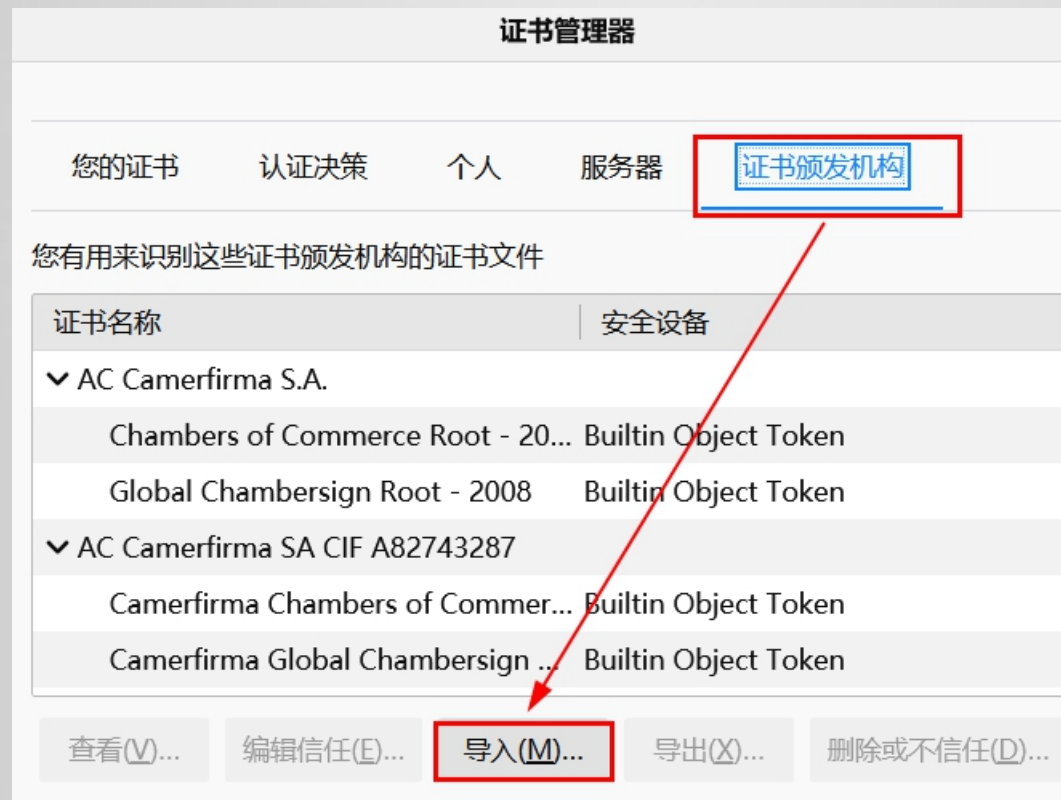 证书管理器
您的证书 认证决策 个人 服务器 证书颁发机构
您有用来识别这些证书颁发机构的证书文件
证书名称 安全设备
AC Camerfirma S.A.
Chambers of Commerce Root - 20... Builtin Object Token
Global Chambersign Root - 2008 Builtin Object Token
AC Camerfirma SA CIF A82743287
Camerfirma Chambers of Commer... Builtin Object Token
Camerfirma Global Chambersign ... Builtin Object Token
查看(V)... 编辑信任(E)... 导入(M)... 导出(X)... 删除或不信任(D)...